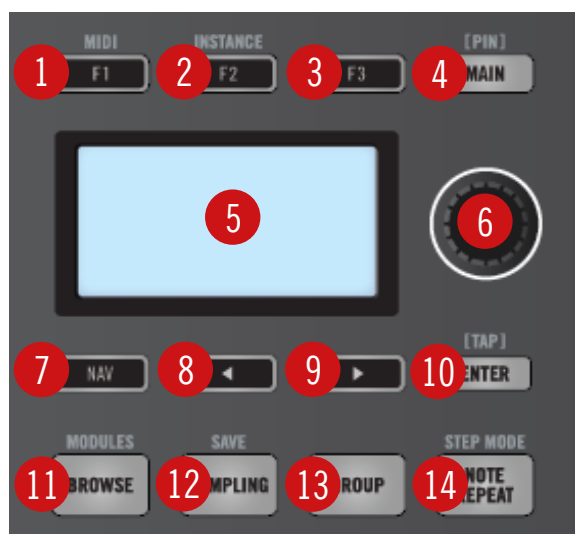 MIDI INSTANCE [PIN]
1 F1 2 F2 3 F3 4 MAIN
5 6
[TAP]
7 NAV 8 9 10 ENTER
MODULES SAVE STEP MODE
11 BROWSE 12 MPLING 13 ROUP 14 NOTE
EPEAT